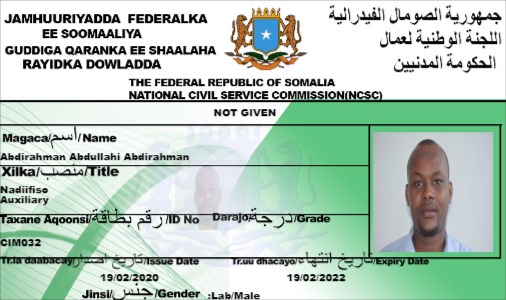 JAMHUURIYADDA FEDERALKA
EE SOOMAALIYA
GUDDIGA QARANKA EE SHAALAHA
RAYIDKA DOWLADDA
جمهورية الصومال الفيدرالية
اللجنة الوطنية لعمال
الحكومة المدنيين
THE FEDERAL REPUBLIC OF SOMALIA
NATIONAL CIVIL SERVICE COMMISSION(NCSC)
NOT GIVEN
Magaca/اسم/Name
Abdirahman Abdullahi Abdirahman
Xilka/منصب/Title
Nadiifiso
Auxiliary
Taxane Aqoonsi/رقم بطاقة/ID No Darajo/درجة/Grade
CIM032
Tr.la daabacay/تاريخ اصدار/Issue Date Tr.uu dhacayo/تاريخ انتهاء/Expiry Date
19/02/2020 19/02/2022
Jinsi/جنس/Gender :Lab/Male